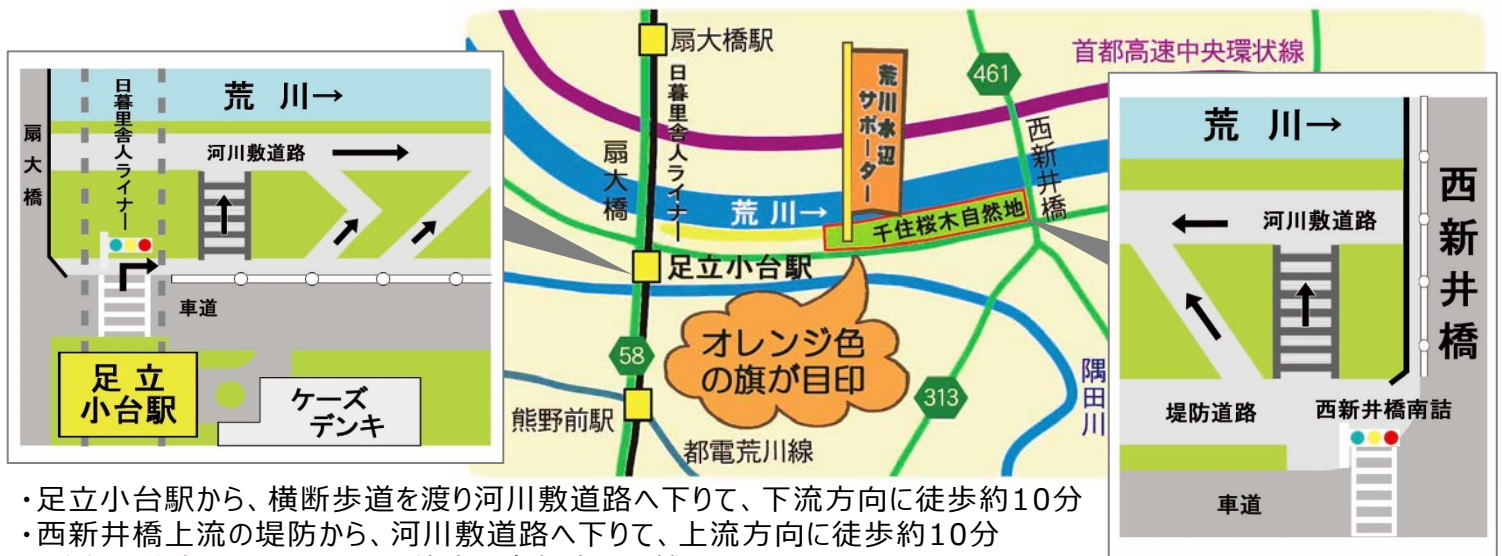 扇大橋
日暮里舎人ライナー
荒 川→
河川敷道路
車道
足立
小台駅
ケーズ
デンキ
扇大橋駅
日暮里舎人ライナー
扇大橋
荒川水辺
サポーター
461
首都高速中央環状線
西新井橋
荒 川→
千住桜木自然地
足立小台駅
オレンジ色
の旗が目印
58
313
熊野前駅
都電荒川線
隅田川
荒 川→
河川敷道路
西新井橋
堤防道路
西新井橋南詰
車道
・足立小台駅から、横断歩道を渡り河川敷道路へ下りて、下流方向に徒歩約10分
・西新井橋上流の堤防から、河川敷道路へ下りて、上流方向に徒歩約10分